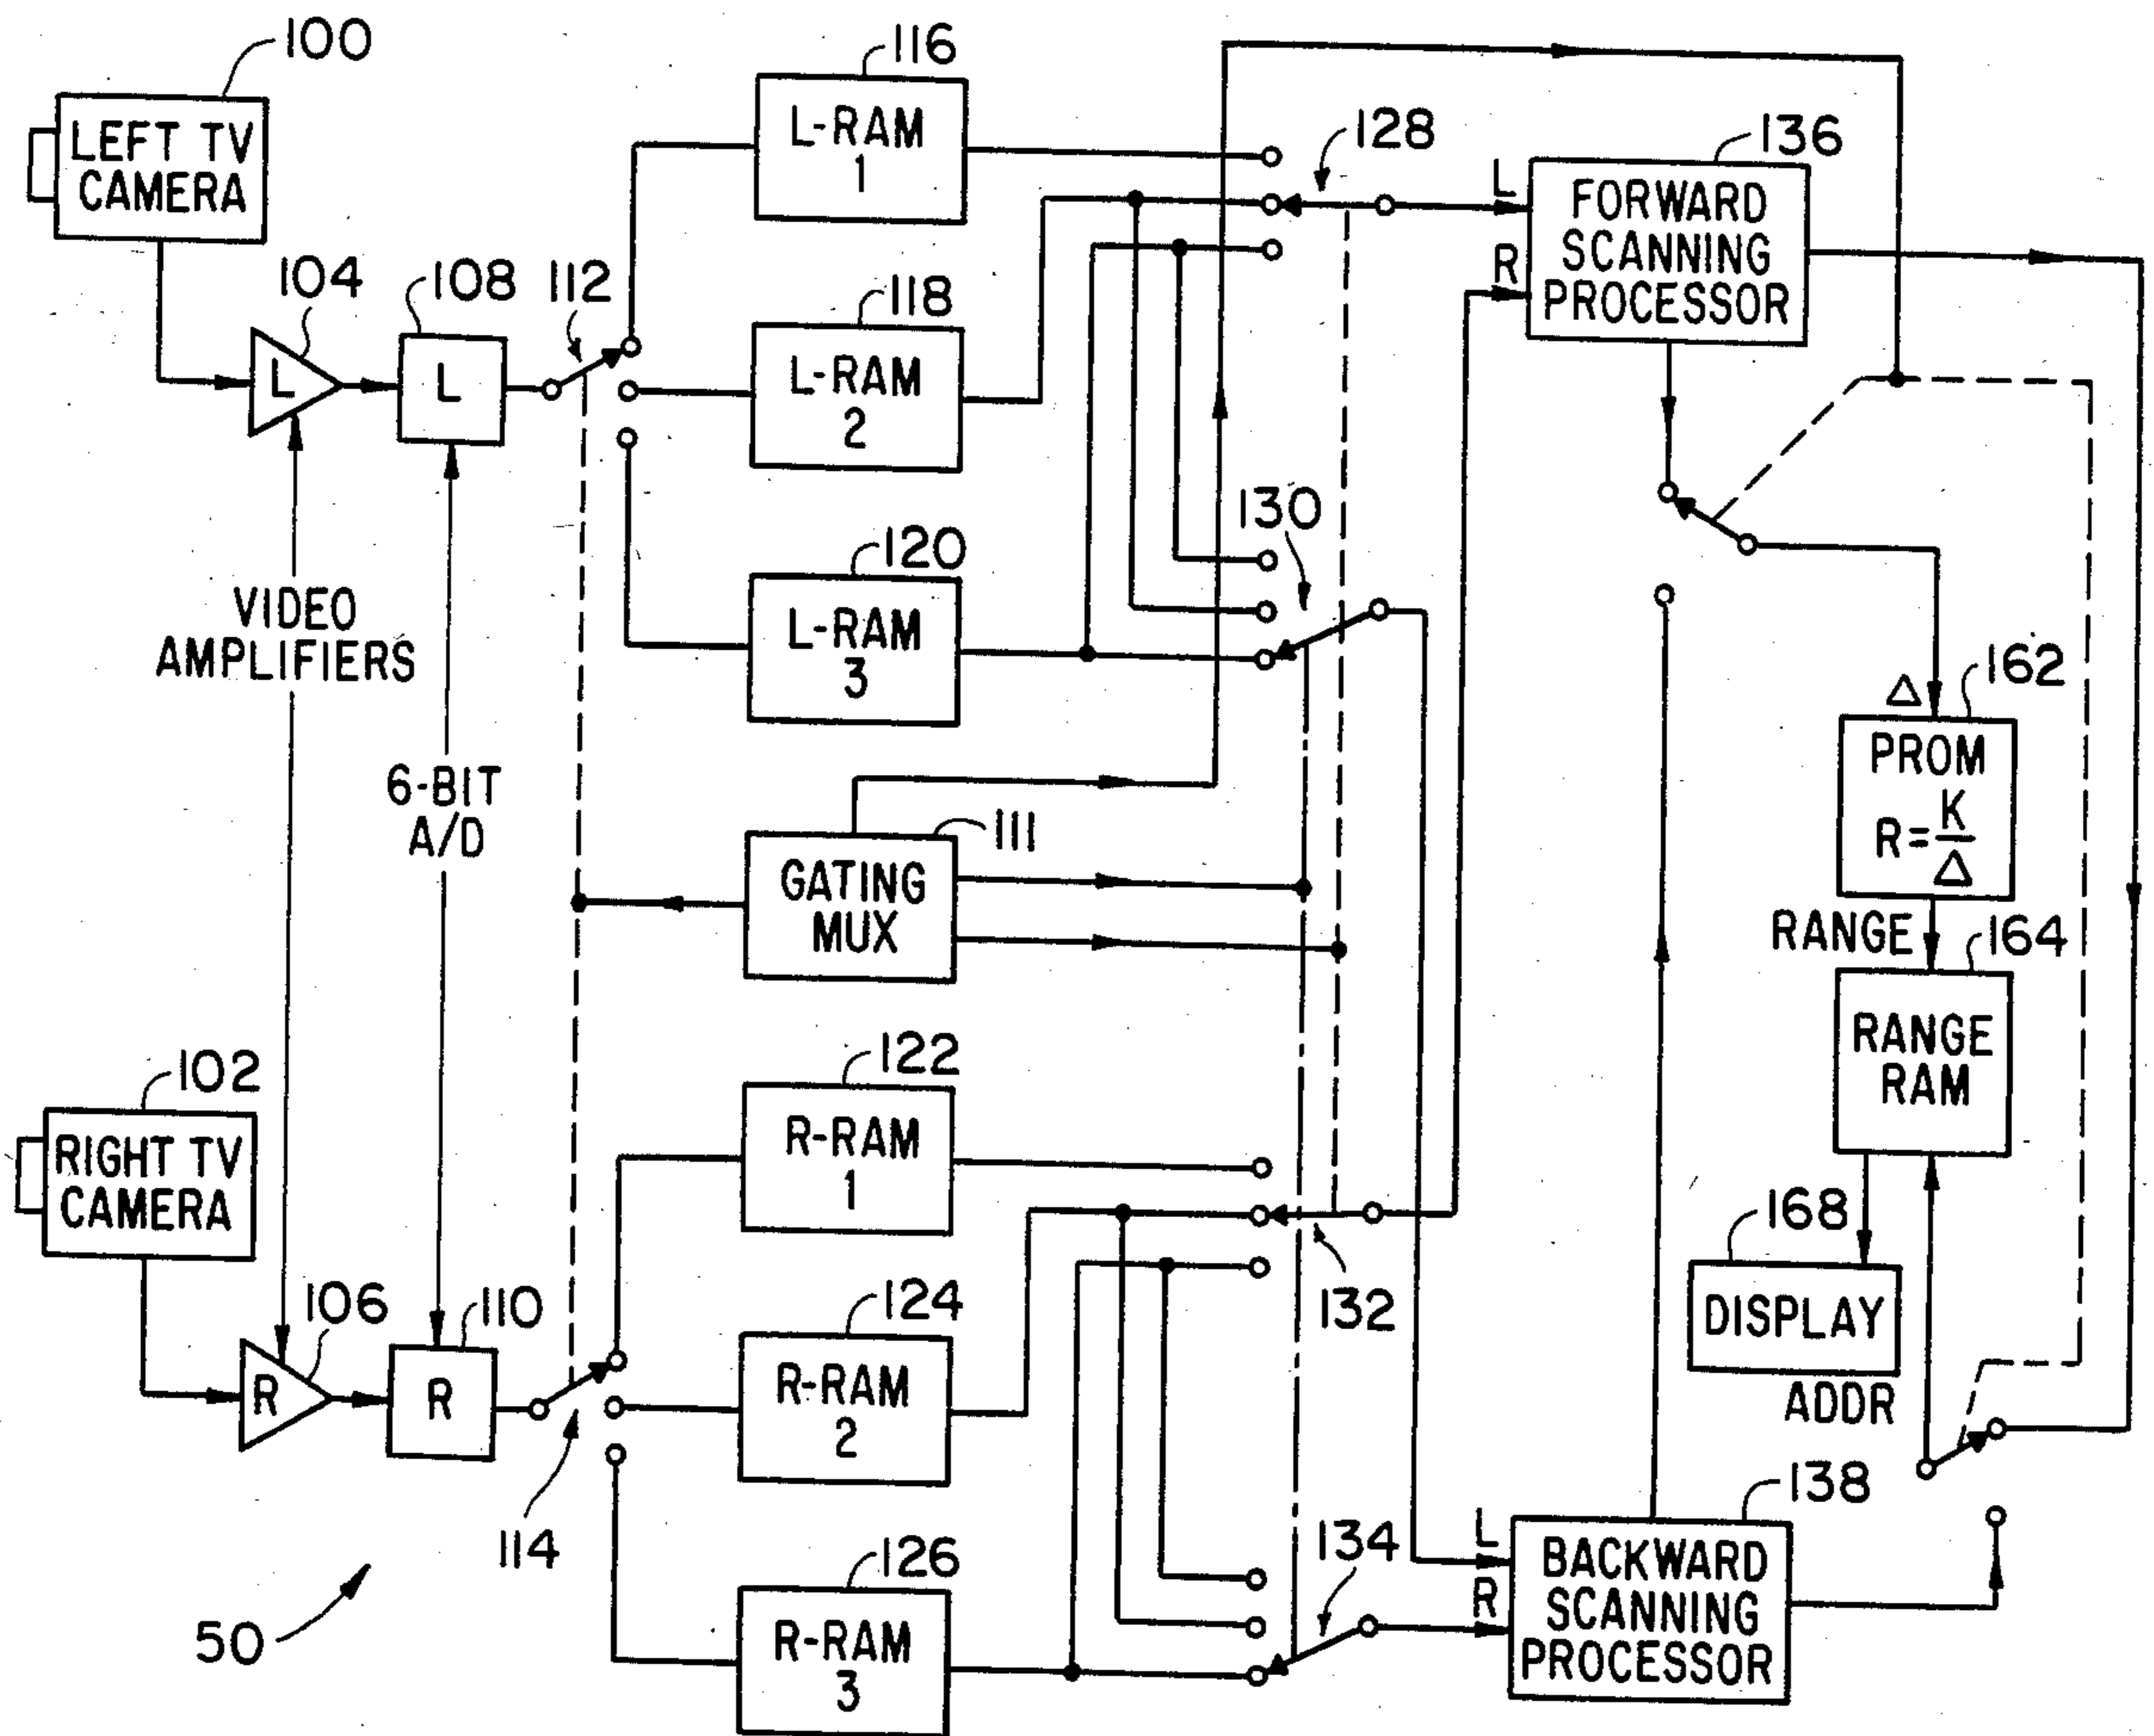 100
LEFT TV
CAMERA
104
L
108
L
112
116
L-RAM
1
118
L-RAM
2
120
L-RAM
3
128
130
136
L
R
FORWARD
SCANNING
PROCESSOR
VIDEO
AMPLIFIERS
6-BIT
A/D
111
GATING
MUX
Δ
162
PROM
R=K/Δ
RANGE
164
RANGE
RAM
168
DISPLAY
ADDR
102
RIGHT TV
CAMERA
106
R
110
R
114
122
R-RAM
1
124
R-RAM
2
126
R-RAM
3
132
134
138
L
R
BACKWARD
SCANNING
PROCESSOR
50